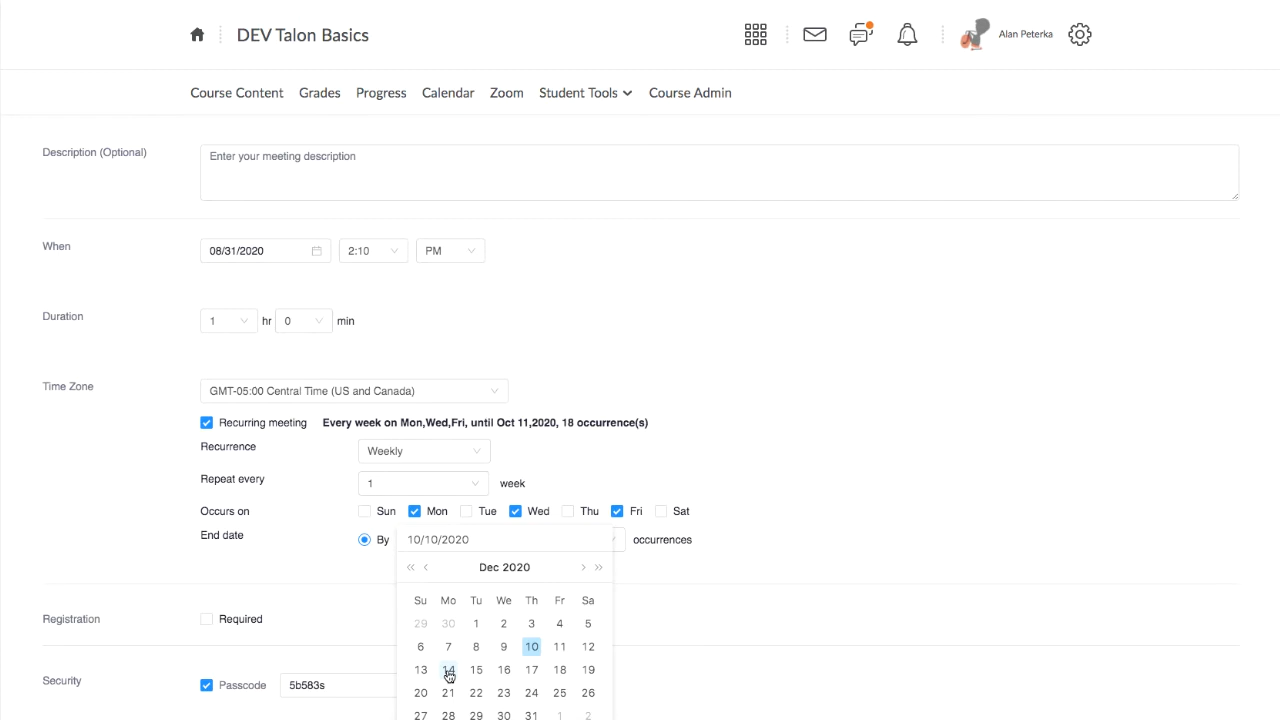 DEV Talon Basics
Alan Peterka
Course Content Grades Progress Calendar Zoom Student Tools Course Admin
Description (Optional)
Enter your meeting description
When
08/31/2020 2:10 PM
Duration
1 hr 0 min
Time Zone
GMT-05:00 Central Time (US and Canada)
Recurring meeting Every week on Mon,Wed,Fri, until Oct 11,2020, 18 occurrence(s)
Recurrence Weekly
Repeat every 1 week
Occurs on Sun Mon Tue Wed Thu Fri Sat
End date By 10/10/2020 occurrences
Dec 2020
Su Mo Tu We Th Fr Sa
29 30 1 2 3 4 5
6 7 8 9 10 11 12
13 14 15 16 17 18 19
20 21 22 23 24 25 26
27 28 29 30 31 1 2
Registration Required
Security Passcode 5b583s